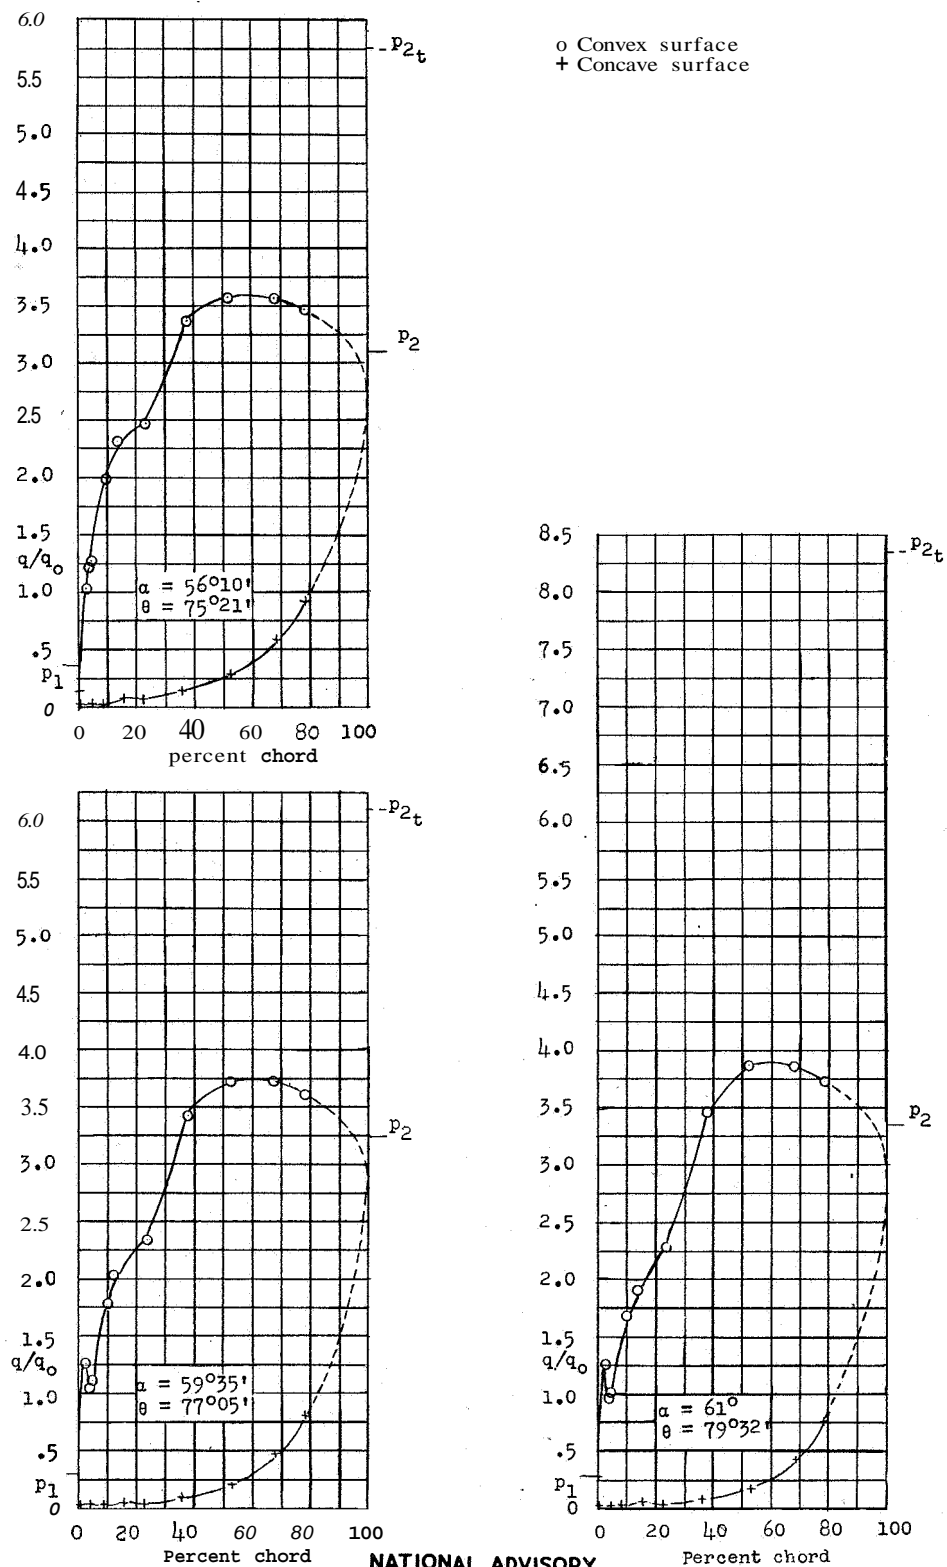 o Convex surface
+ Concave surface
6.0
5.5
5.0
4.5
4.0
3.5
3.0
2.5
2.0
1.5
q/q₀
1.0
.5
p₁
0
p₂ₜ
p₂
α = 56°10'
θ = 75°21'
0 20 40 60 80 100
percent chord
6.0
5.5
5.0
4.5
4.0
3.5
3.0
2.5
2.0
1.5
q/q₀
1.0
.5
p₁
0
p₂ₜ
p₂
α = 59°35'
θ = 77°05'
0 20 40 60 80 100
Percent chord
8.5
8.0
7.5
7.0
6.5
6.0
5.5
5.0
4.5
4.0
3.5
3.0
2.5
2.0
1.5
q/q₀
1.0
.5
p₁
0
p₂ₜ
p₂
α = 61°
θ = 79°32'
0 20 40 60 80 100
Percent chord
NATIONAL ADVISORY